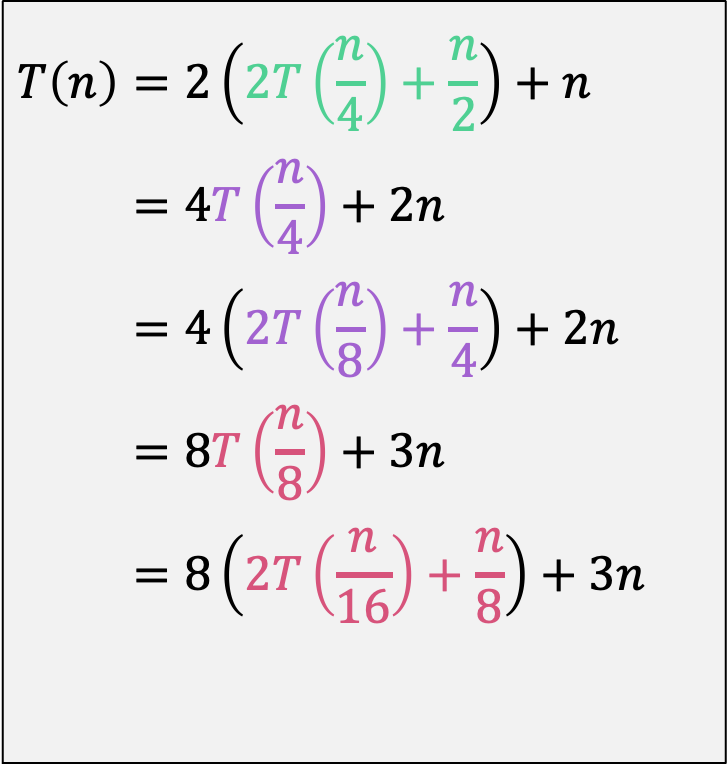 T(n) = 2(2T(n/4) + n/2) + n
= 4T(n/4) + 2n
= 4(2T(n/8) + n/4) + 2n
= 8T(n/8) + 3n
= 8(2T(n/16) + n/8) + 3n